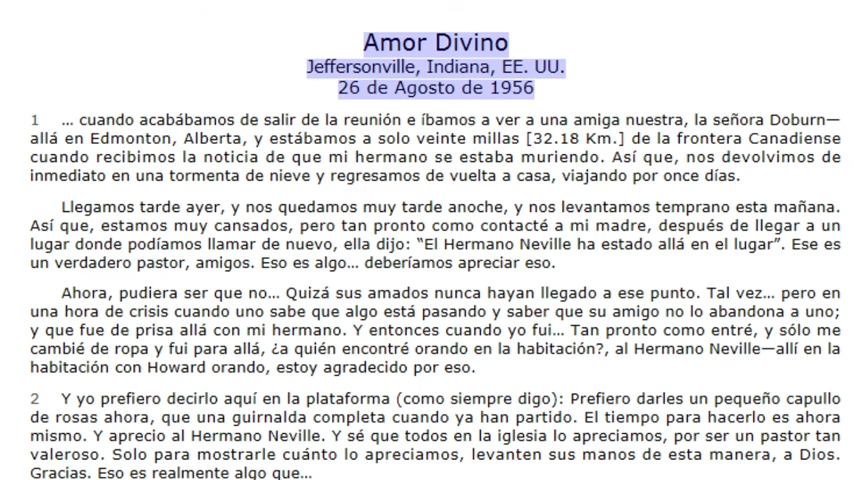 Amor Divino
Jeffersonville, Indiana, EE. UU.
26 de Agosto de 1956
1 … cuando acabábamos de salir de la reunión e íbamos a ver a una amiga nuestra, la señora Doburn—
allá en Edmonton, Alberta, y estábamos a solo veinte millas [32.18 Km.] de la frontera Canadiense
cuando recibimos la noticia de que mi hermano se estaba muriendo. Así que, nos devolvimos de
inmediato en una tormenta de nieve y regresamos de vuelta a casa, viajando por once días.
Llegamos tarde ayer, y nos quedamos muy tarde anoche, y nos levantamos temprano esta mañana.
Así que, estamos muy cansados, pero tan pronto como contacté a mi madre, después de llegar a un
lugar donde podíamos llamar de nuevo, ella dijo: “El Hermano Neville ha estado allá en el lugar”. Ese es
un verdadero pastor, amigos. Eso es algo… deberíamos apreciar eso.
Ahora, pudiera ser que no… Quizá sus amados nunca hayan llegado a ese punto. Tal vez… pero en
una hora de crisis cuando uno sabe que algo está pasando y saber que su amigo no lo abandona a uno;
y que fue de prisa allá con mi hermano. Y entonces cuando yo fui… Tan pronto como entré, y sólo me
cambié de ropa y fui para allá, ¿a quién encontré orando en la habitación?, al Hermano Neville—allí en la
habitación con Howard orando, estoy agradecido por eso.
2 Y yo prefiero decirlo aquí en la plataforma (como siempre digo): Prefiero darles un pequeño capullo
de rosas ahora, que una guirnalda completa cuando ya han partido. El tiempo para hacerlo es ahora
mismo. Y aprecio al Hermano Neville. Y sé que todos en la iglesia lo apreciamos, por ser un pastor tan
valeroso. Solo para mostrarle cuánto lo apreciamos, levanten sus manos de esta manera, a Dios.
Gracias. Eso es realmente algo que…